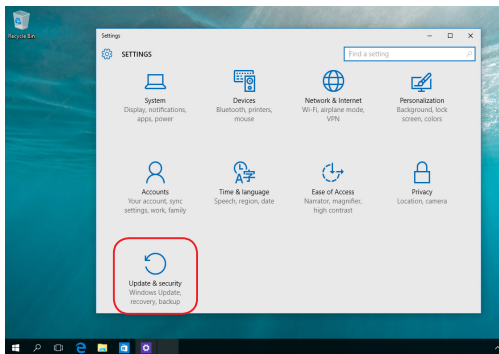 Recycle Bin
Settings
SETTINGS
Find a setting
System
Display, notifications,
apps, power
Devices
Bluetooth, printers,
mouse
Network & Internet
Wi-Fi, airplane mode,
VPN
Personalization
Background, lock
screen, colors
Accounts
Your account, sync
settings, work, family
Time & language
Speech, region, date
Ease of Access
Narrator, magnifier,
high contrast
Privacy
Location, camera
Update & security
Windows Update,
recovery, backup